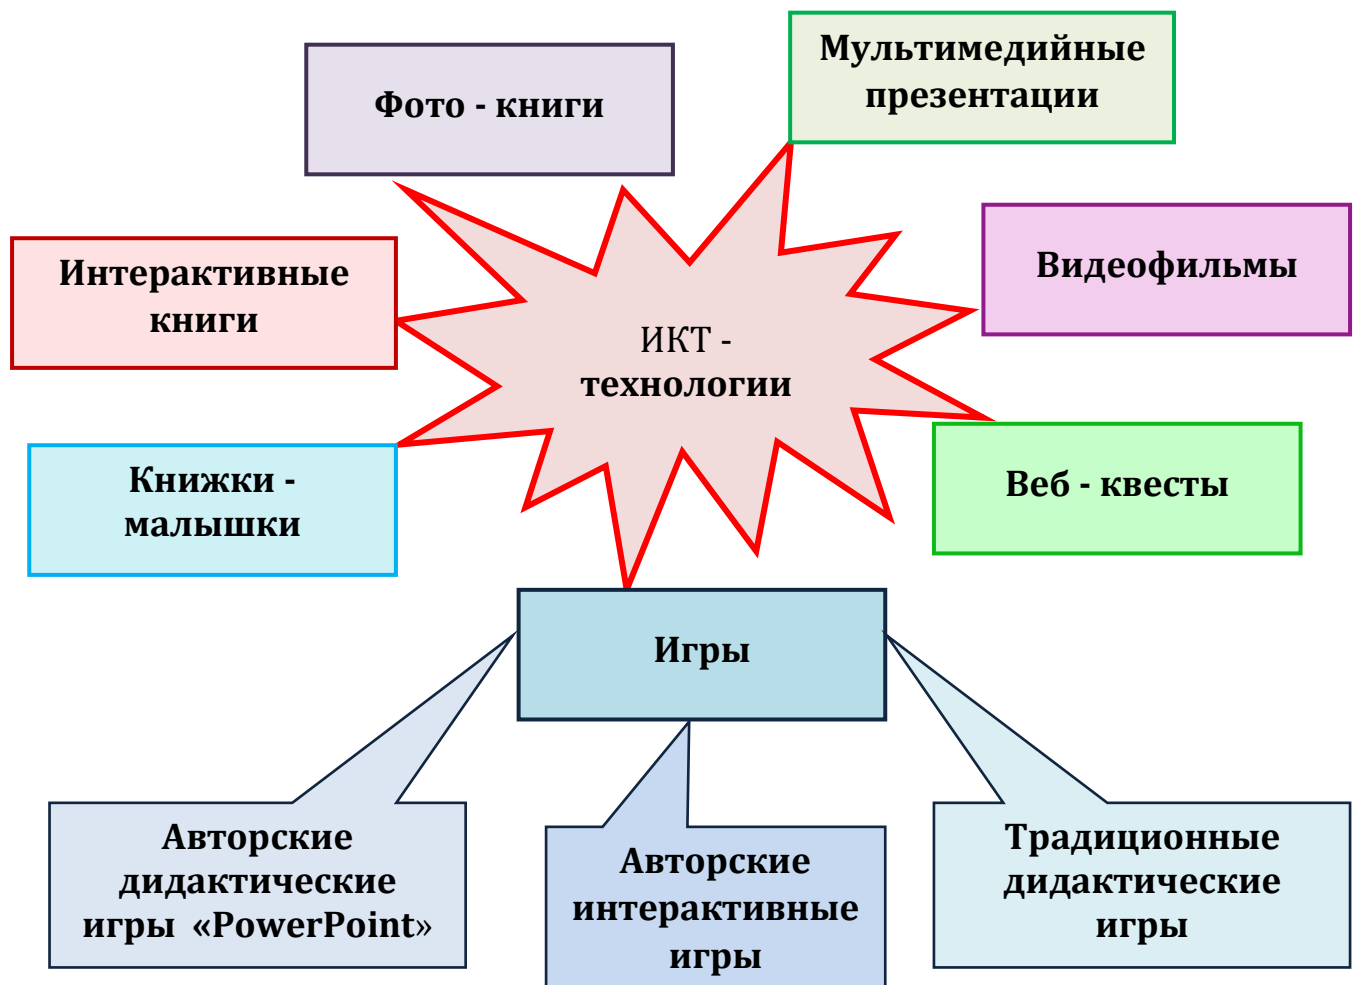 Мультимедийные
презентации
Фото - книги
Видеофильмы
Интерактивные
книги
ИКТ -
технологии
Книжки -
малышки
Веб - квесты
Игры
Авторские
дидактические
игры «PowerPoint»
Авторские
интерактивные
игры
Традиционные
дидактические
игры